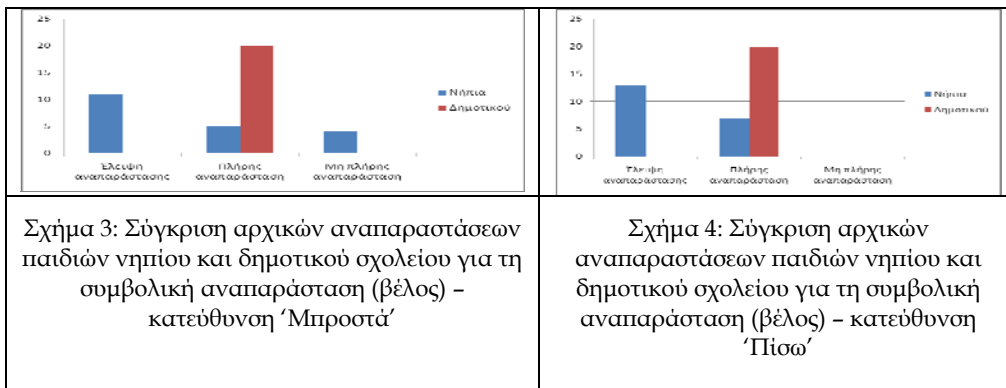 25
20
15
10
5
0
Έλειψη αναπαράστασης
Πλήρης αναπαράσταση
Μη πλήρης αναπαράσταση
Νήπια
Δημοτικού
Σχήμα 3: Σύγκριση αρχικών αναπαραστάσεων
παιδιών νηπίου και δημοτικού σχολείου για τη
συμβολική αναπαράσταση (βέλος) –
κατεύθυνση ‘Μπροστά’
25
20
15
10
5
0
Έλειψη αναπαράστασης
Πλήρης αναπαράσταση
Μη πλήρης αναπαράσταση
Νήπια
Δημοτικού
Σχήμα 4: Σύγκριση αρχικών
αναπαραστάσεων παιδιών νηπίου και
δημοτικού σχολείου για τη συμβολική
αναπαράσταση (βέλος) – κατεύθυνση
‘Πίσω’